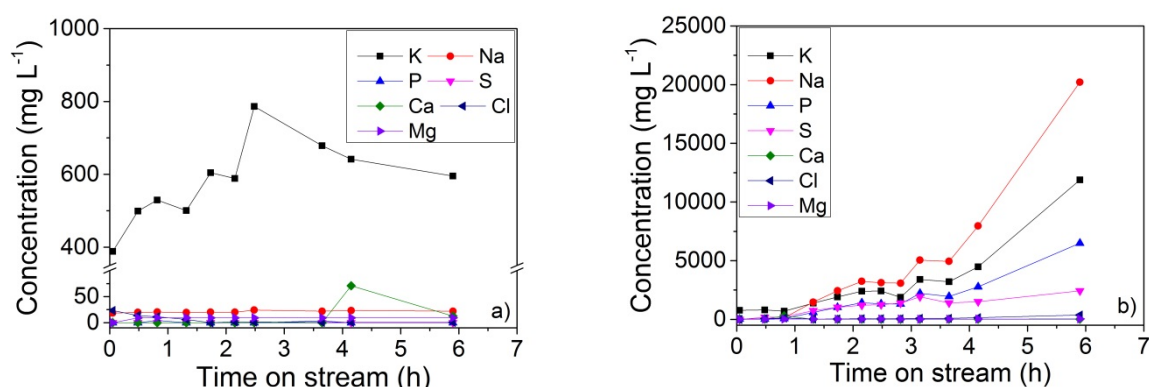 Concentration (mg L⁻¹)
1000
800
600
400
50
0
K Na
P S
Ca Cl
Mg
a)
0 1 2 3 4 5 6 7
Time on stream (h)
Concentration (mg L⁻¹)
25000
20000
15000
10000
5000
0
K
Na
P
S
Ca
Cl
Mg
b)
0 1 2 3 4 5 6 7
Time on stream (h)